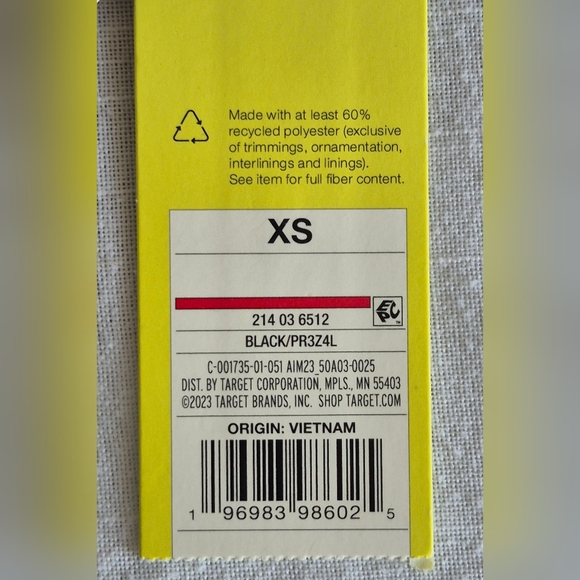 Made with at least 60%
recycled polyester (exclusive
of trimmings, ornamentation,
interlinings and linings).
See item for full fiber content.
XS
EPC
™
214 03 6512
BLACK/PR3Z4L
C-001735-01-051 AIM23_50A03-0025
DIST. BY TARGET CORPORATION, MPLS., MN 55403
©2023 TARGET BRANDS, INC. SHOP TARGET.COM
ORIGIN: VIETNAM
1 96983 98602 5